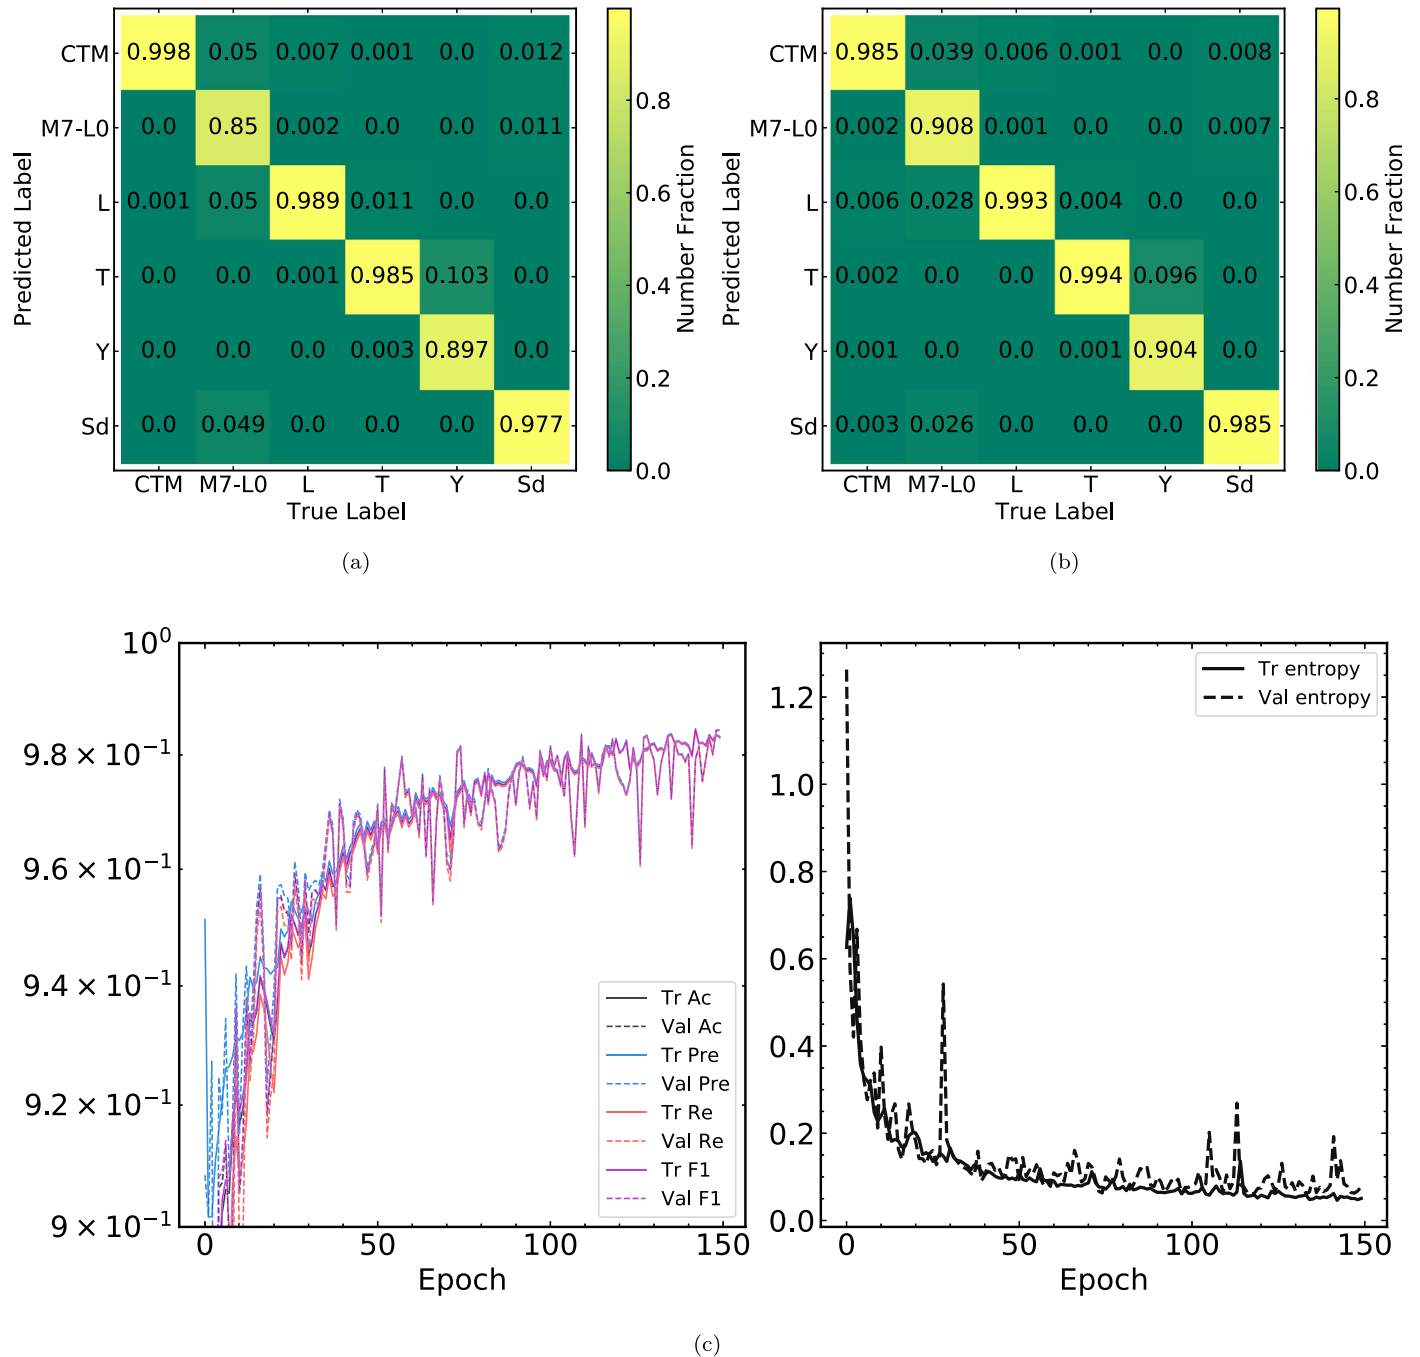 CTM 0.998 0.05 0.007 0.001 0.0 0.012
M7-L0 0.0 0.85 0.002 0.0 0.0 0.011
L 0.001 0.05 0.989 0.011 0.0 0.0
T 0.0 0.0 0.001 0.985 0.103 0.0
Y 0.0 0.0 0.0 0.003 0.897 0.0
Sd 0.0 0.049 0.0 0.0 0.0 0.977
CTM M7-L0 L T Y Sd
True Label
Predicted Label
0.8
0.6
0.4
0.2
0.0
Number Fraction
(a)
CTM 0.985 0.039 0.006 0.001 0.0 0.008
M7-L0 0.002 0.908 0.001 0.0 0.0 0.007
L 0.006 0.028 0.993 0.004 0.0 0.0
T 0.002 0.0 0.0 0.994 0.096 0.0
Y 0.001 0.0 0.0 0.001 0.904 0.0
Sd 0.003 0.026 0.0 0.0 0.0 0.985
CTM M7-L0 L T Y Sd
True Label
Predicted Label
0.8
0.6
0.4
0.2
0.0
Number Fraction
(b)
10⁰
9.8 × 10⁻¹
9.6 × 10⁻¹
9.4 × 10⁻¹
9.2 × 10⁻¹
9 × 10⁻¹
Tr Ac
Val Ac
Tr Pre
Val Pre
Tr Re
Val Re
Tr F1
Val F1
0 50 100 150
Epoch
1.2
1.0
0.8
0.6
0.4
0.2
0.0
Tr entropy
Val entropy
0 50 100 150
Epoch
(c)